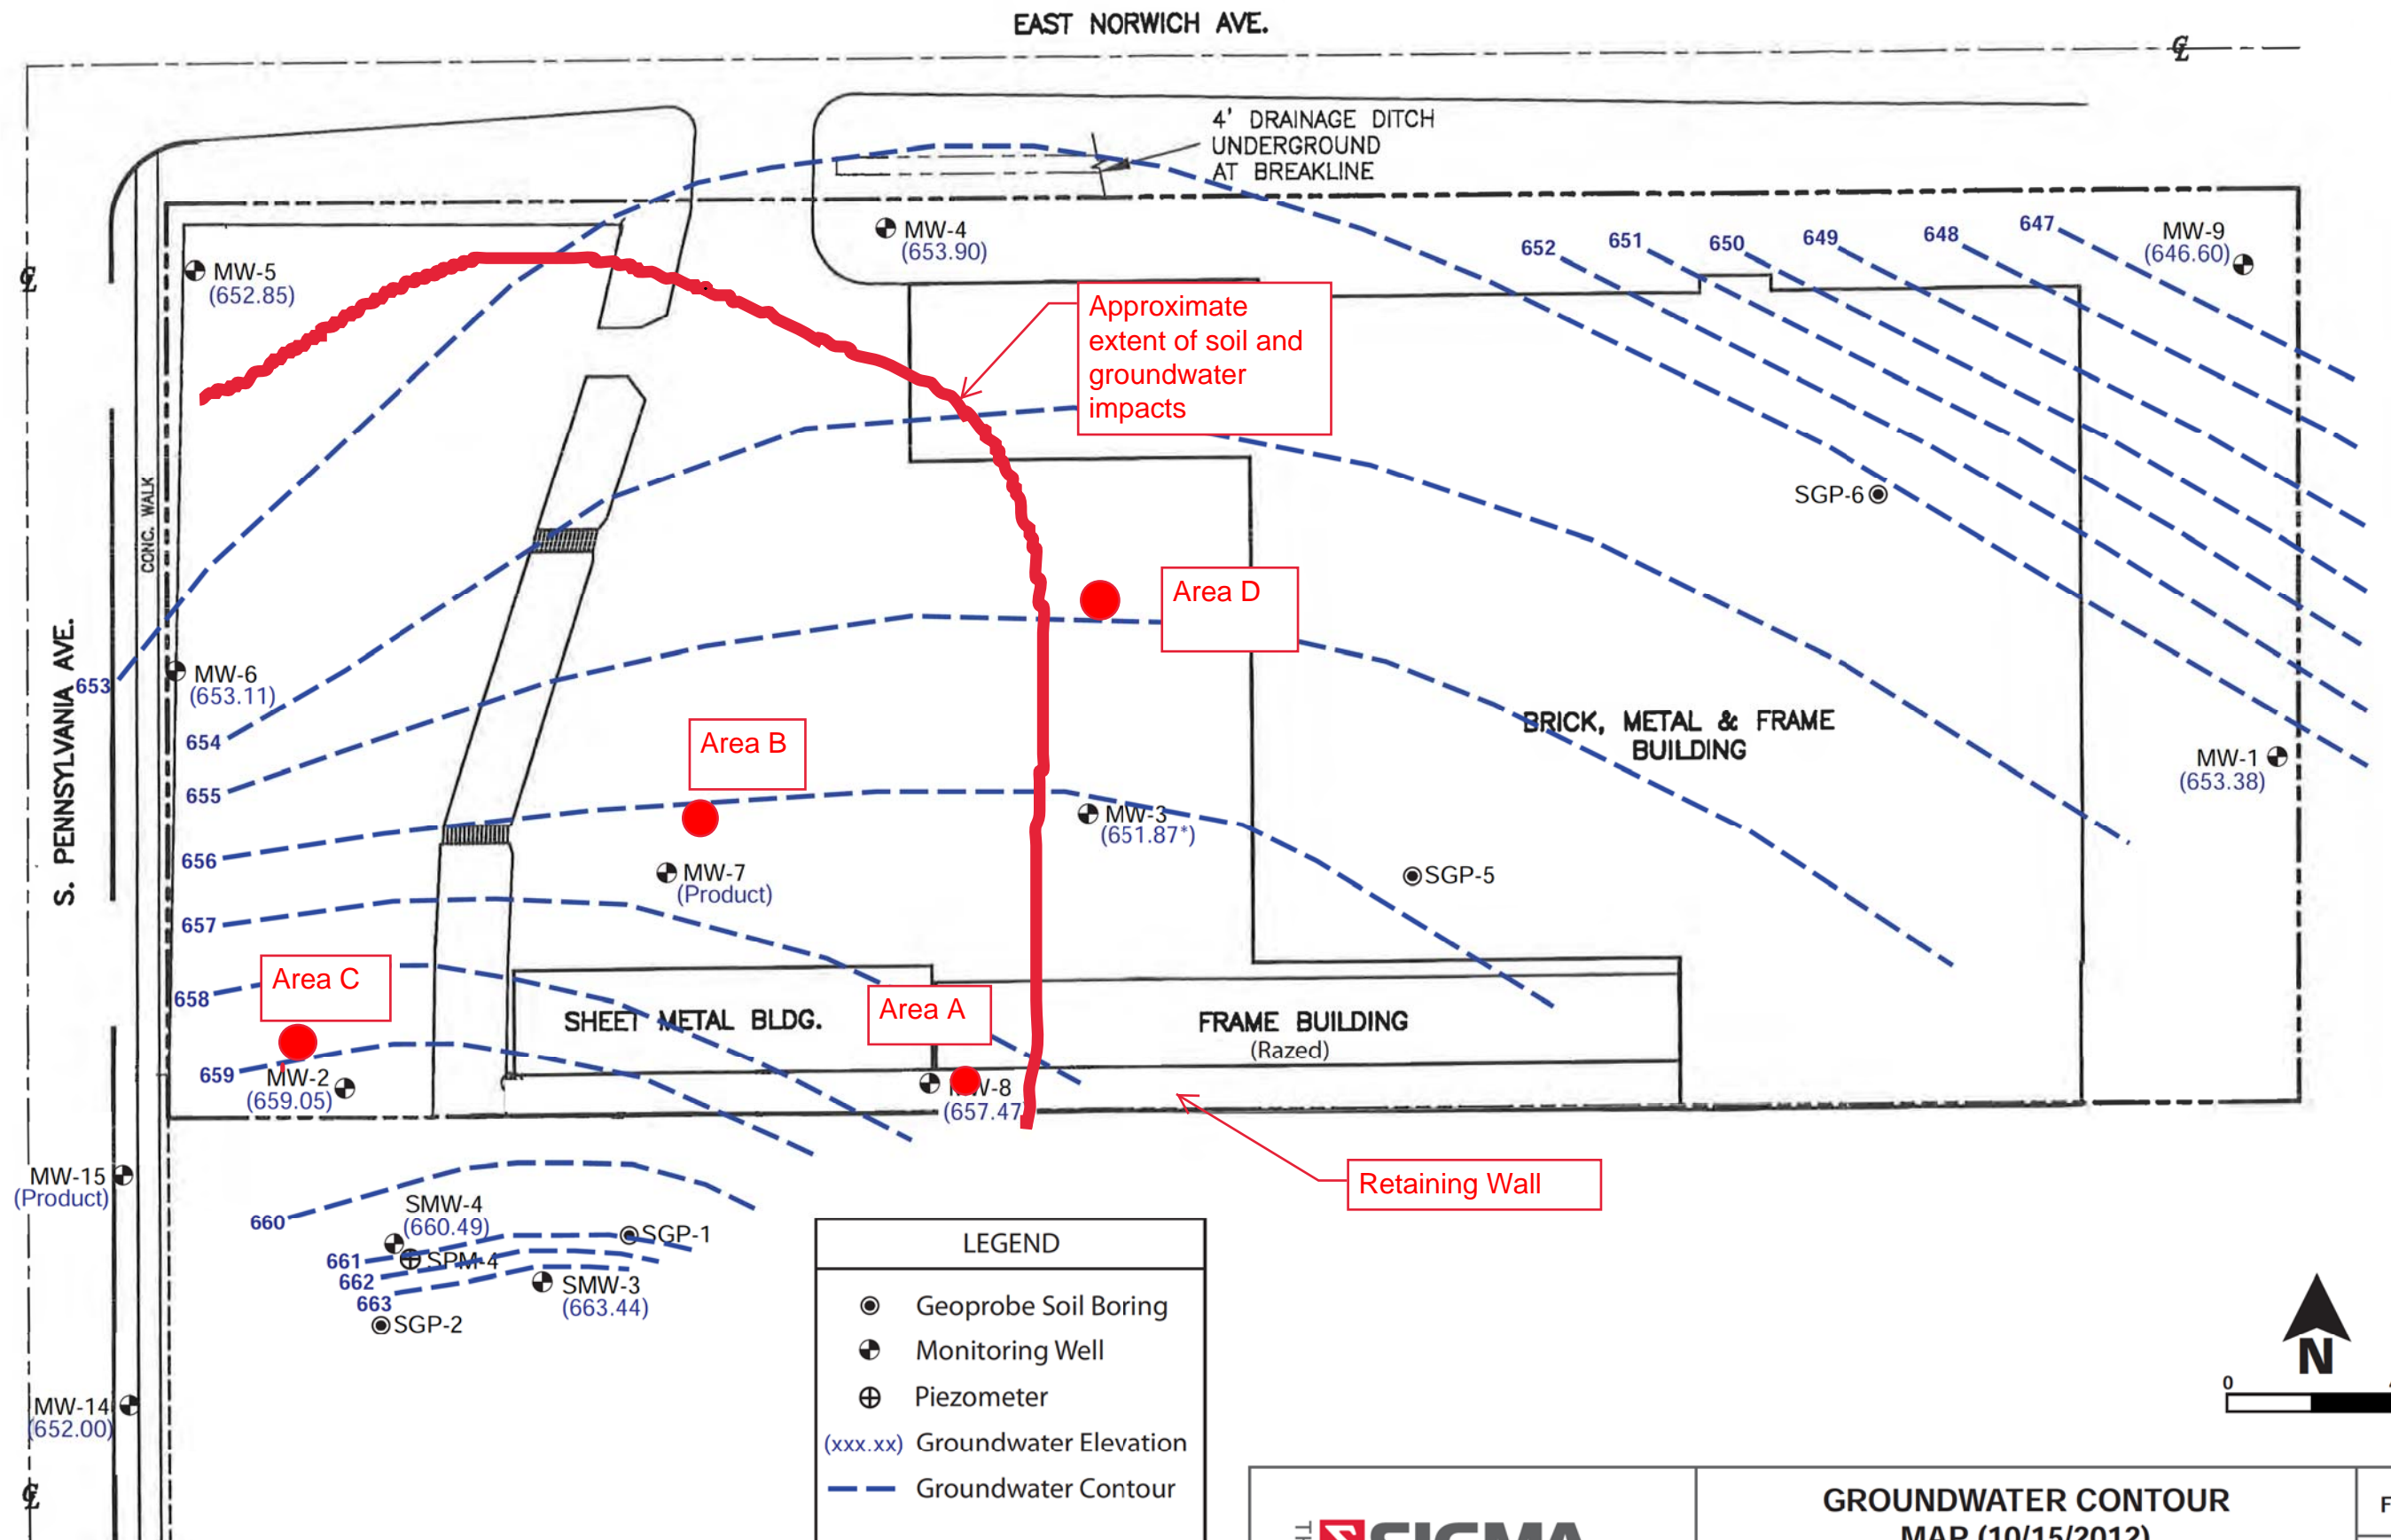 EAST NORWICH AVE.
4' DRAINAGE DITCH
UNDERGROUND
AT BREAKLINE
MW-5
(652.85)
MW-4
(653.90)
652
651
650
649
648
647
MW-9
(646.60)
Approximate
extent of soil and
groundwater
impacts
CONC. WALK
S. PENNSYLVANIA AVE.
SGP-6
Area D
MW-6
(653.11)
653
654
655
656
657
658
659
Area B
BRICK, METAL & FRAME
BUILDING
MW-1
(653.38)
MW-3
(651.87*)
MW-7
(Product)
SGP-5
Area C
Area A
SHEET METAL BLDG.
FRAME BUILDING
(Razed)
MW-2
(659.05)
W-8
(657.47
MW-15
(Product)
Retaining Wall
660
SMW-4
(660.49)
SGP-1
661
SPM-4
662
663
SMW-3
(663.44)
SGP-2
MW-14
(652.00)
LEGEND
Geoprobe Soil Boring
Monitoring Well
Piezometer
(xxx.xx) Groundwater Elevation
Groundwater Contour
N
0
SIGMA
GROUNDWATER CONTOUR
MAP (10/15/2012)
F